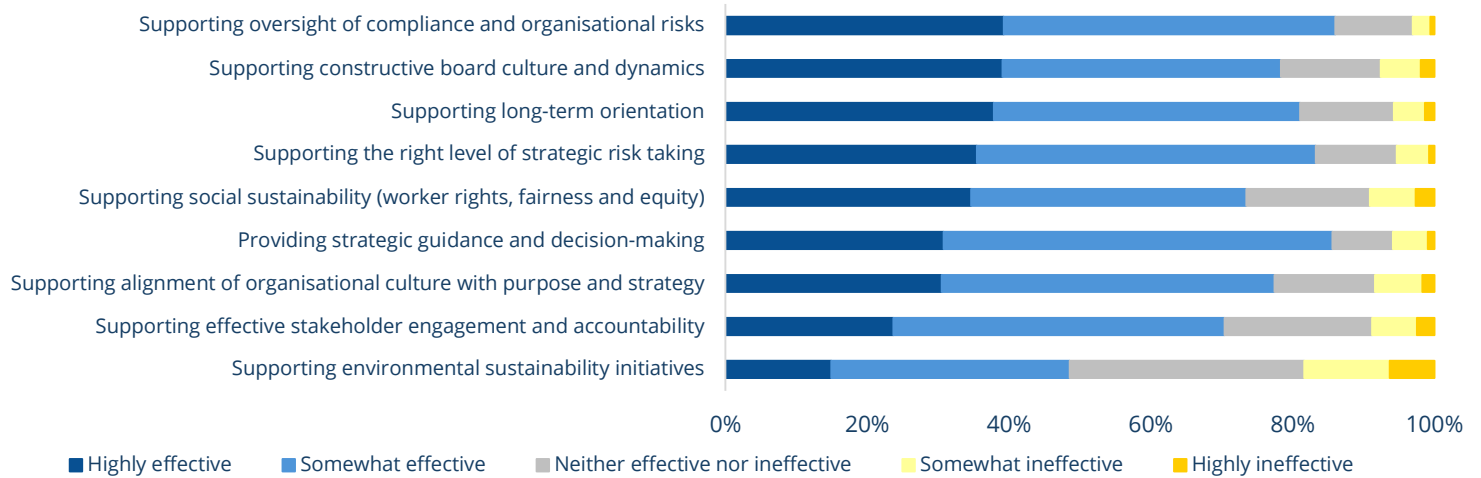 Supporting oversight of compliance and organisational risks
Supporting constructive board culture and dynamics
Supporting long-term orientation
Supporting the right level of strategic risk taking
Supporting social sustainability (worker rights, fairness and equity)
Providing strategic guidance and decision-making
Supporting alignment of organisational culture with purpose and strategy
Supporting effective stakeholder engagement and accountability
Supporting environmental sustainability initiatives
0% 20% 40% 60% 80% 100%
Highly effective Somewhat effective Neither effective nor ineffective Somewhat ineffective Highly ineffective